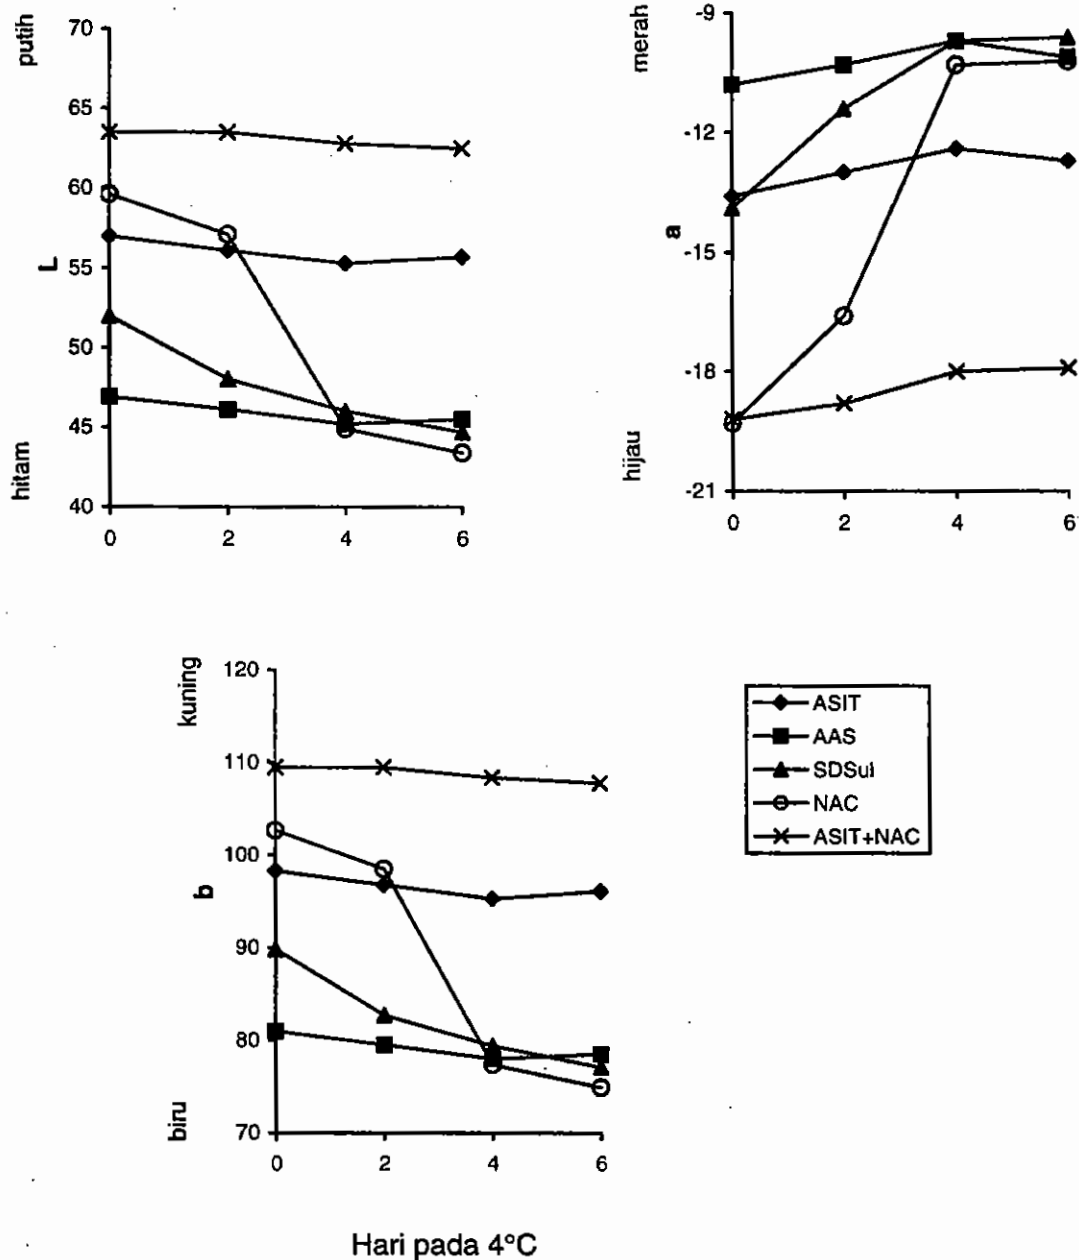 putih
L
hitam
70
65
60
55
50
45
40
0 2 4 6
merah
a
hijau
-9
-12
-15
-18
-21
0 2 4 6
kuning
b
biru
120
110
100
90
80
70
0 2 4 6
ASIT
AAS
SDSul
NAC
ASIT+NAC
Hari pada 4°C